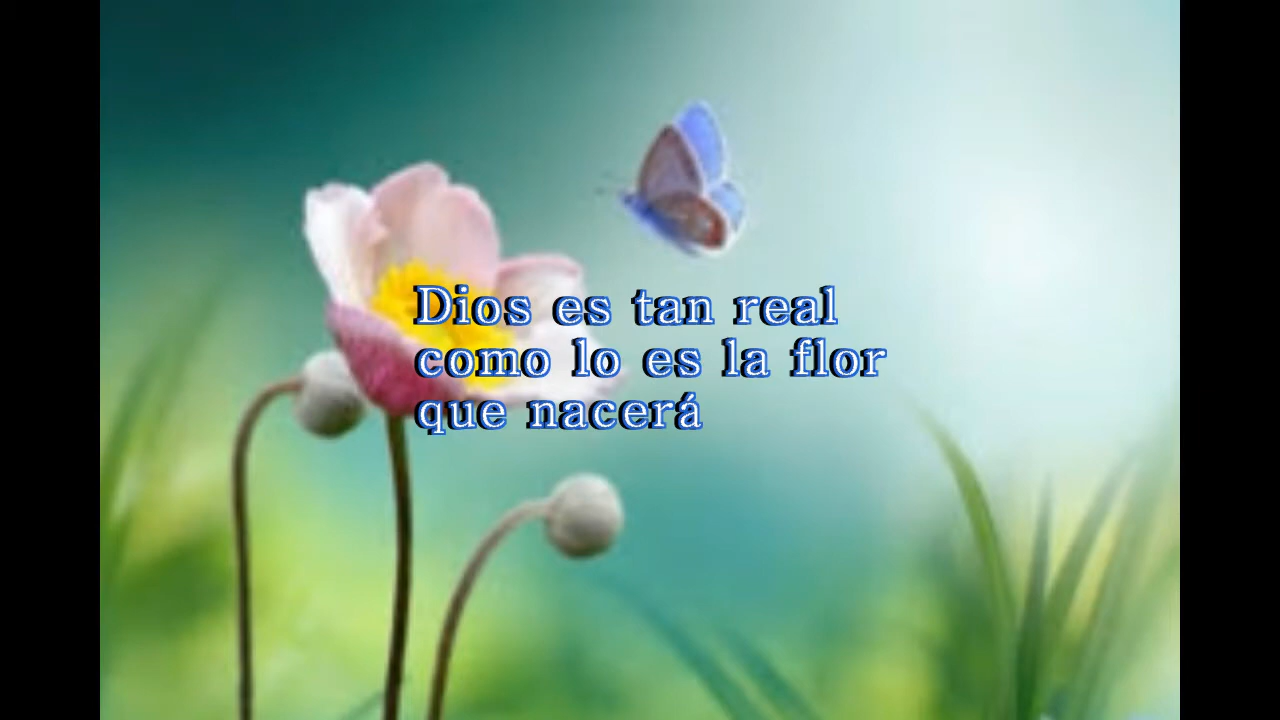 Dios es tan real
como lo es la flor
que nacerá